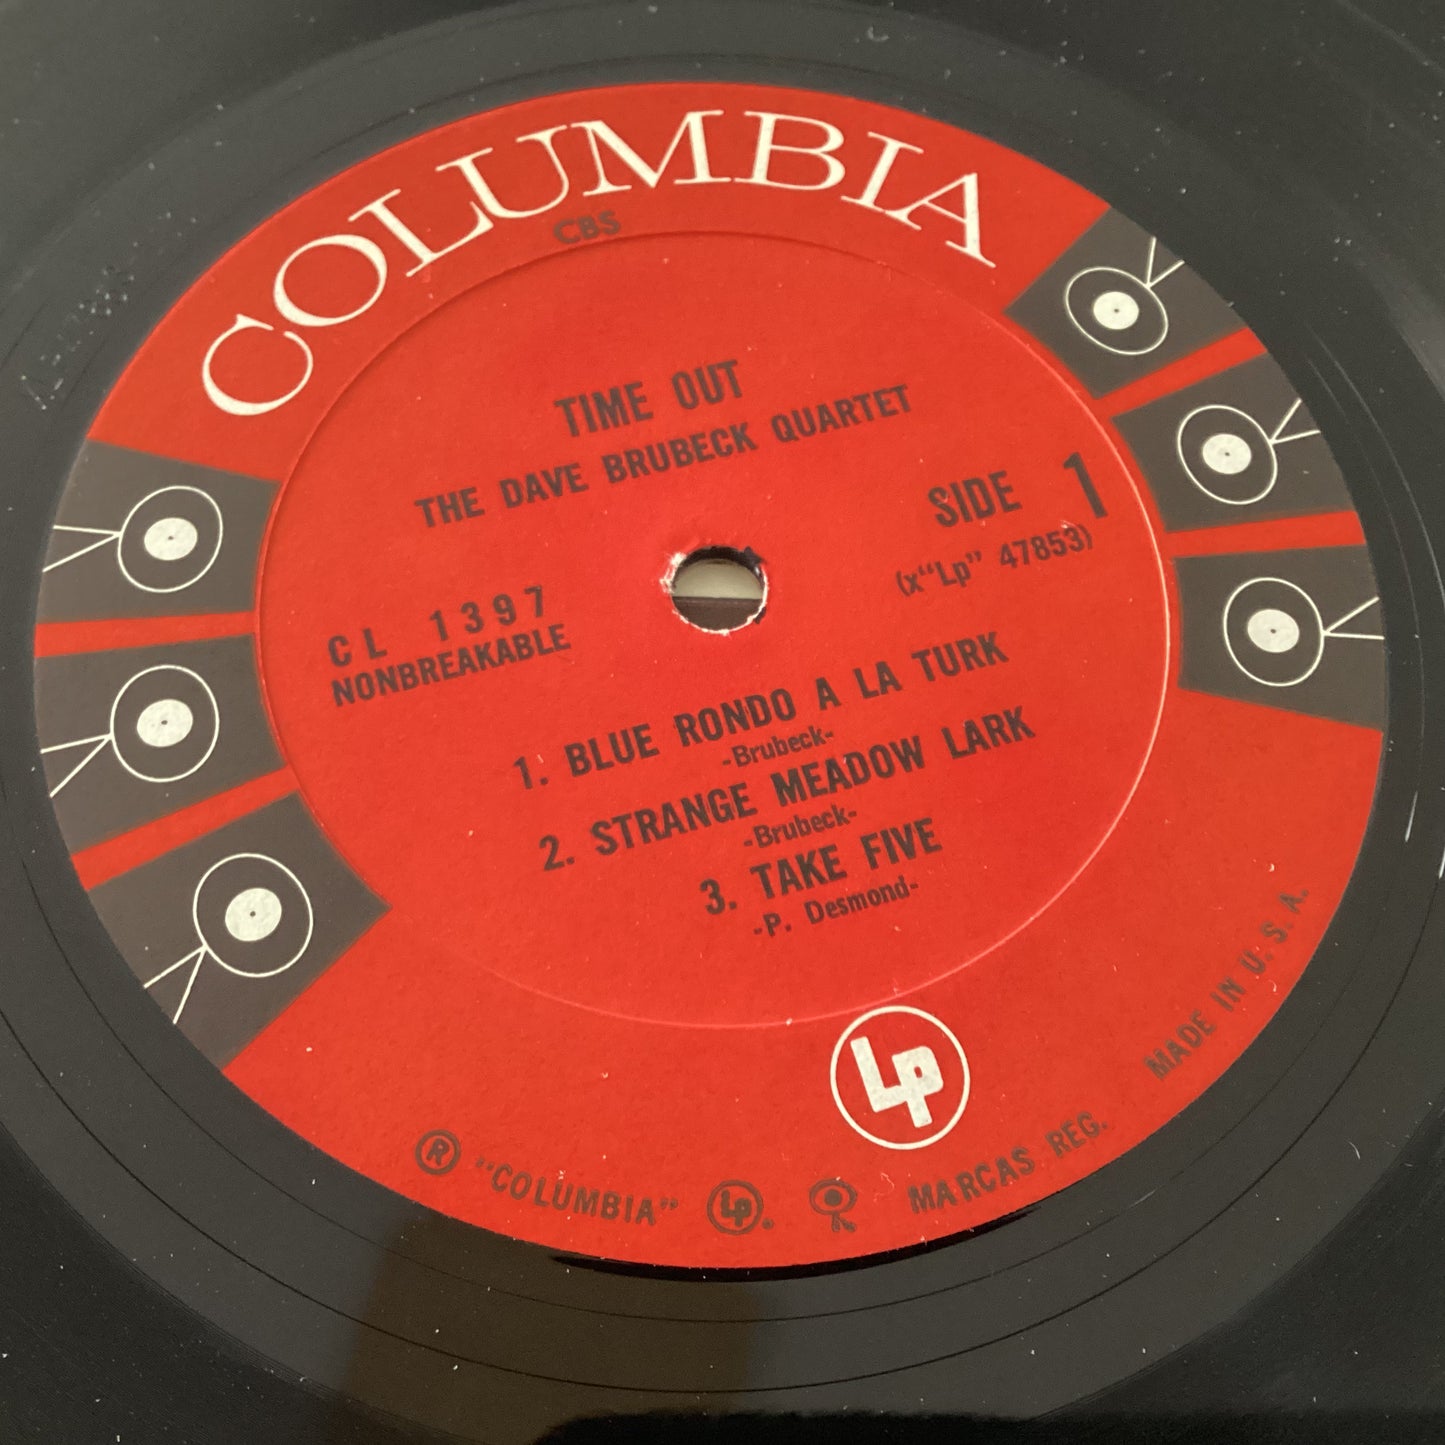 COLUMBIA
CBS
TIME OUT
THE DAVE BRUBECK QUARTET
SIDE 1
(x"Lp" 47853)
CL 1397
NONBREAKABLE
1. BLUE RONDO A LA TURK
-Brubeck-
2. STRANGE MEADOW LARK
-Brubeck-
3. TAKE FIVE
-P. Desmond-
Lp
® "COLUMBIA" Lp. MARCAS REG. MADE IN U.S.A.